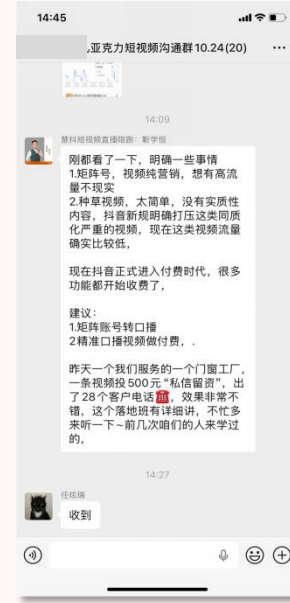 14:45
,亚克力短视频沟通群10.24(20)
14:09
慧抖短视频直播陪跑：靳学恒
刚都看了一下，明确一些事情
1.矩阵号，视频纯营销，想有高流
量不现实
2.种草视频，太简单，没有实质性
内容，抖音新规明确打压这类同质
化严重的视频，现在这类视频流量
确实比较低，
现在抖音正式进入付费时代，很多
功能都开始收费了，
建议：
1.矩阵账号转口播
2精准口播视频做付费，.
昨天一个我们服务的一个门窗工厂，
一条视频投500元“私信留资”，出
了28个客户电话☎️，效果非常不
错，这个落地班有详细讲，不忙多
来听一下~前几次咱们的人来学过
的，
14:27
任炫瑞
收到